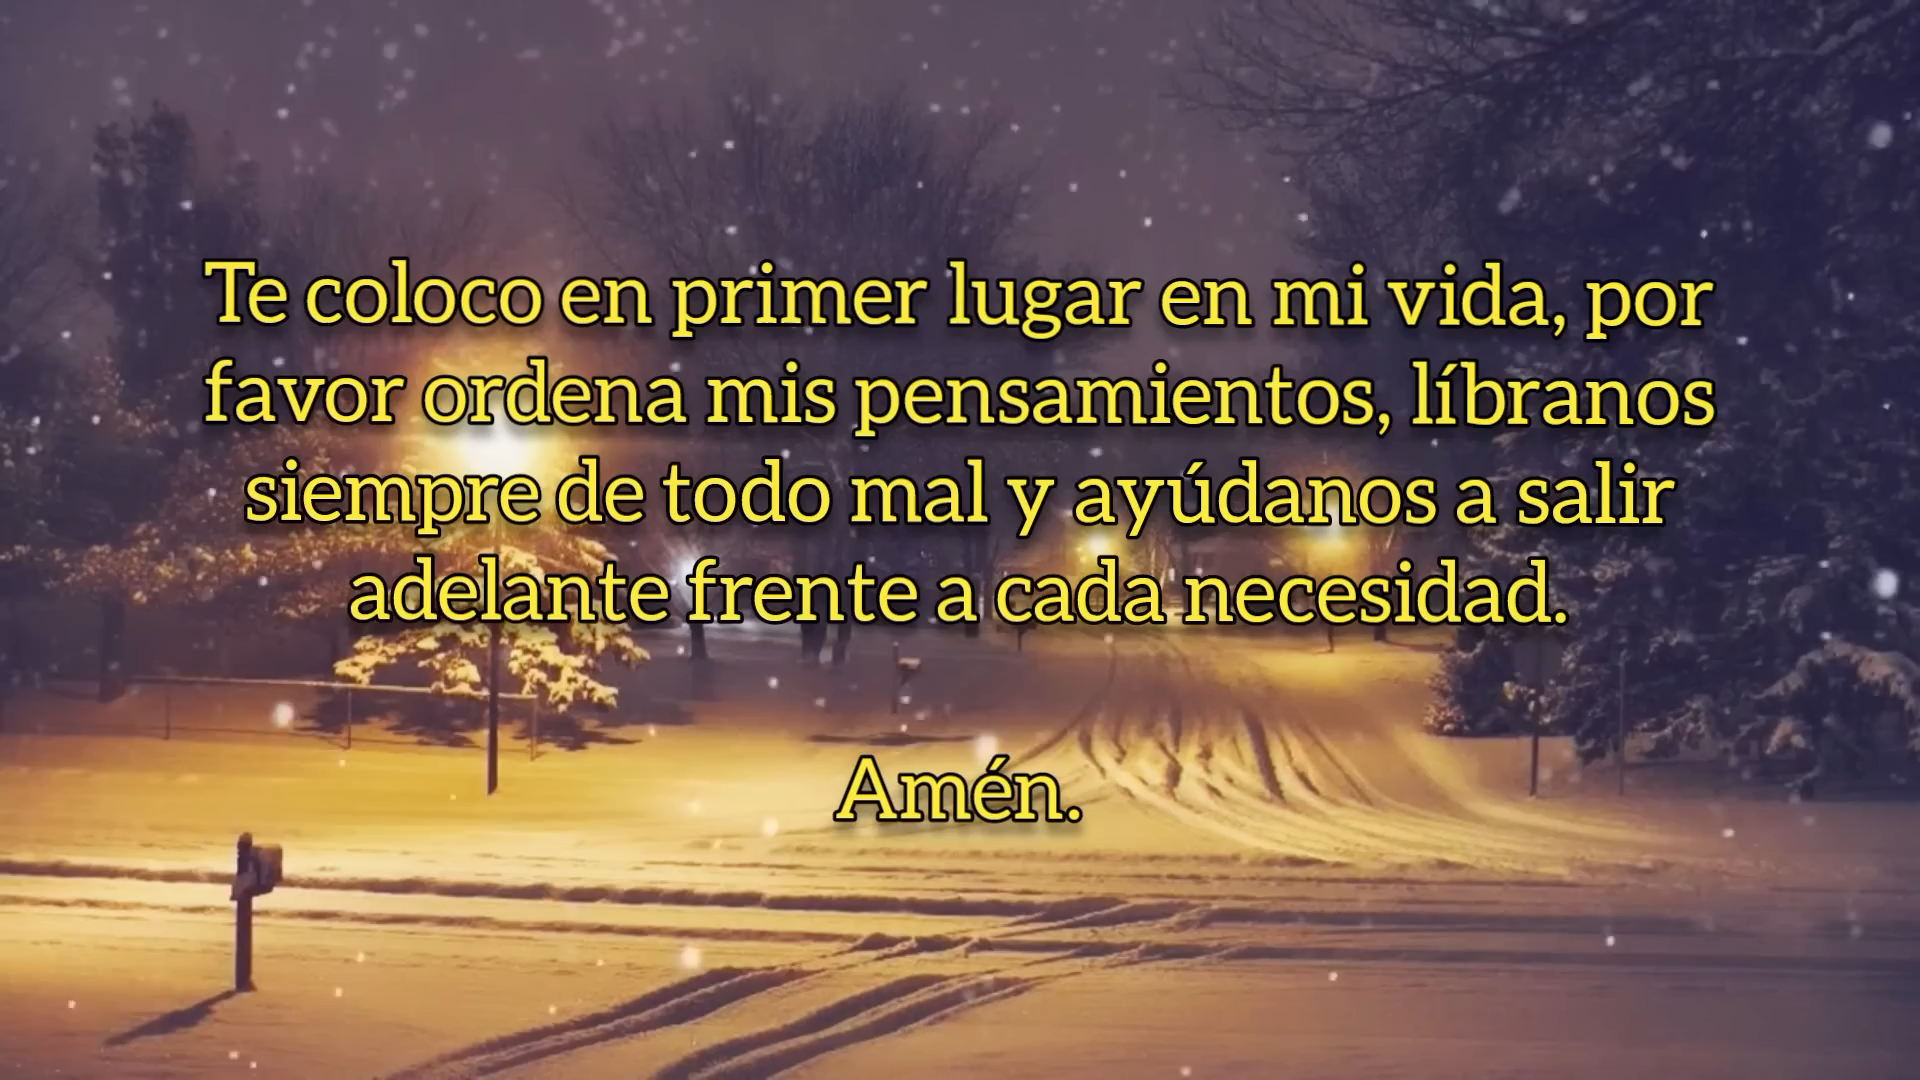 Te coloco en primer lugar en mi vida, por
favor ordena mis pensamientos, líbranos
siempre de todo mal y ayúdanos a salir
adelante frente a cada necesidad.
Amén.